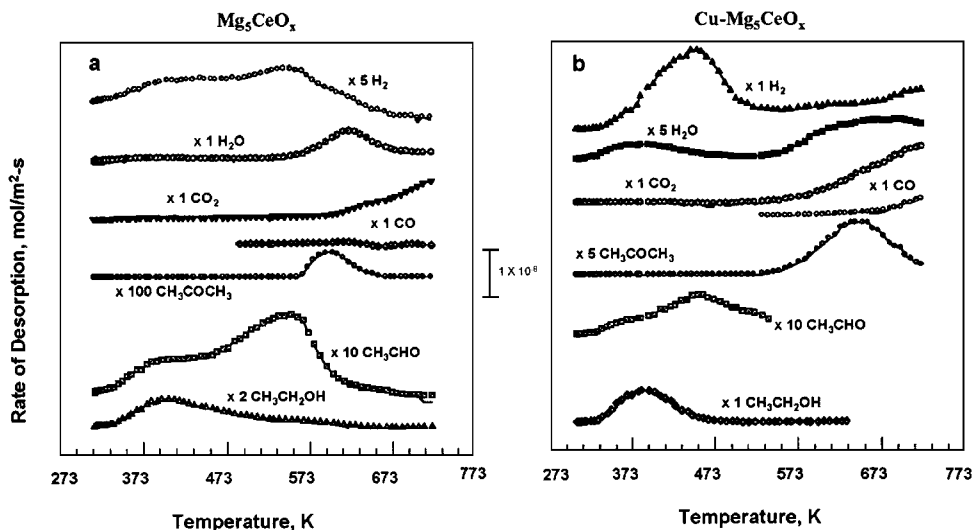 Mg₅CeOₓ
a
x 5 H₂
x 1 H₂O
x 1 CO₂
x 1 CO
x 100 CH₃COCH₃
x 10 CH₃CHO
x 2 CH₃CH₂OH
273 373 473 573 673 773
Temperature, K
Rate of Desorption, mol/m²-s
1 X 10⁻⁸
Cu-Mg₅CeOₓ
b
x 1 H₂
x 5 H₂O
x 1 CO₂
x 1 CO
x 5 CH₃COCH₃
x 10 CH₃CHO
x 1 CH₃CH₂OH
273 373 473 573 673 773
Temperature, K